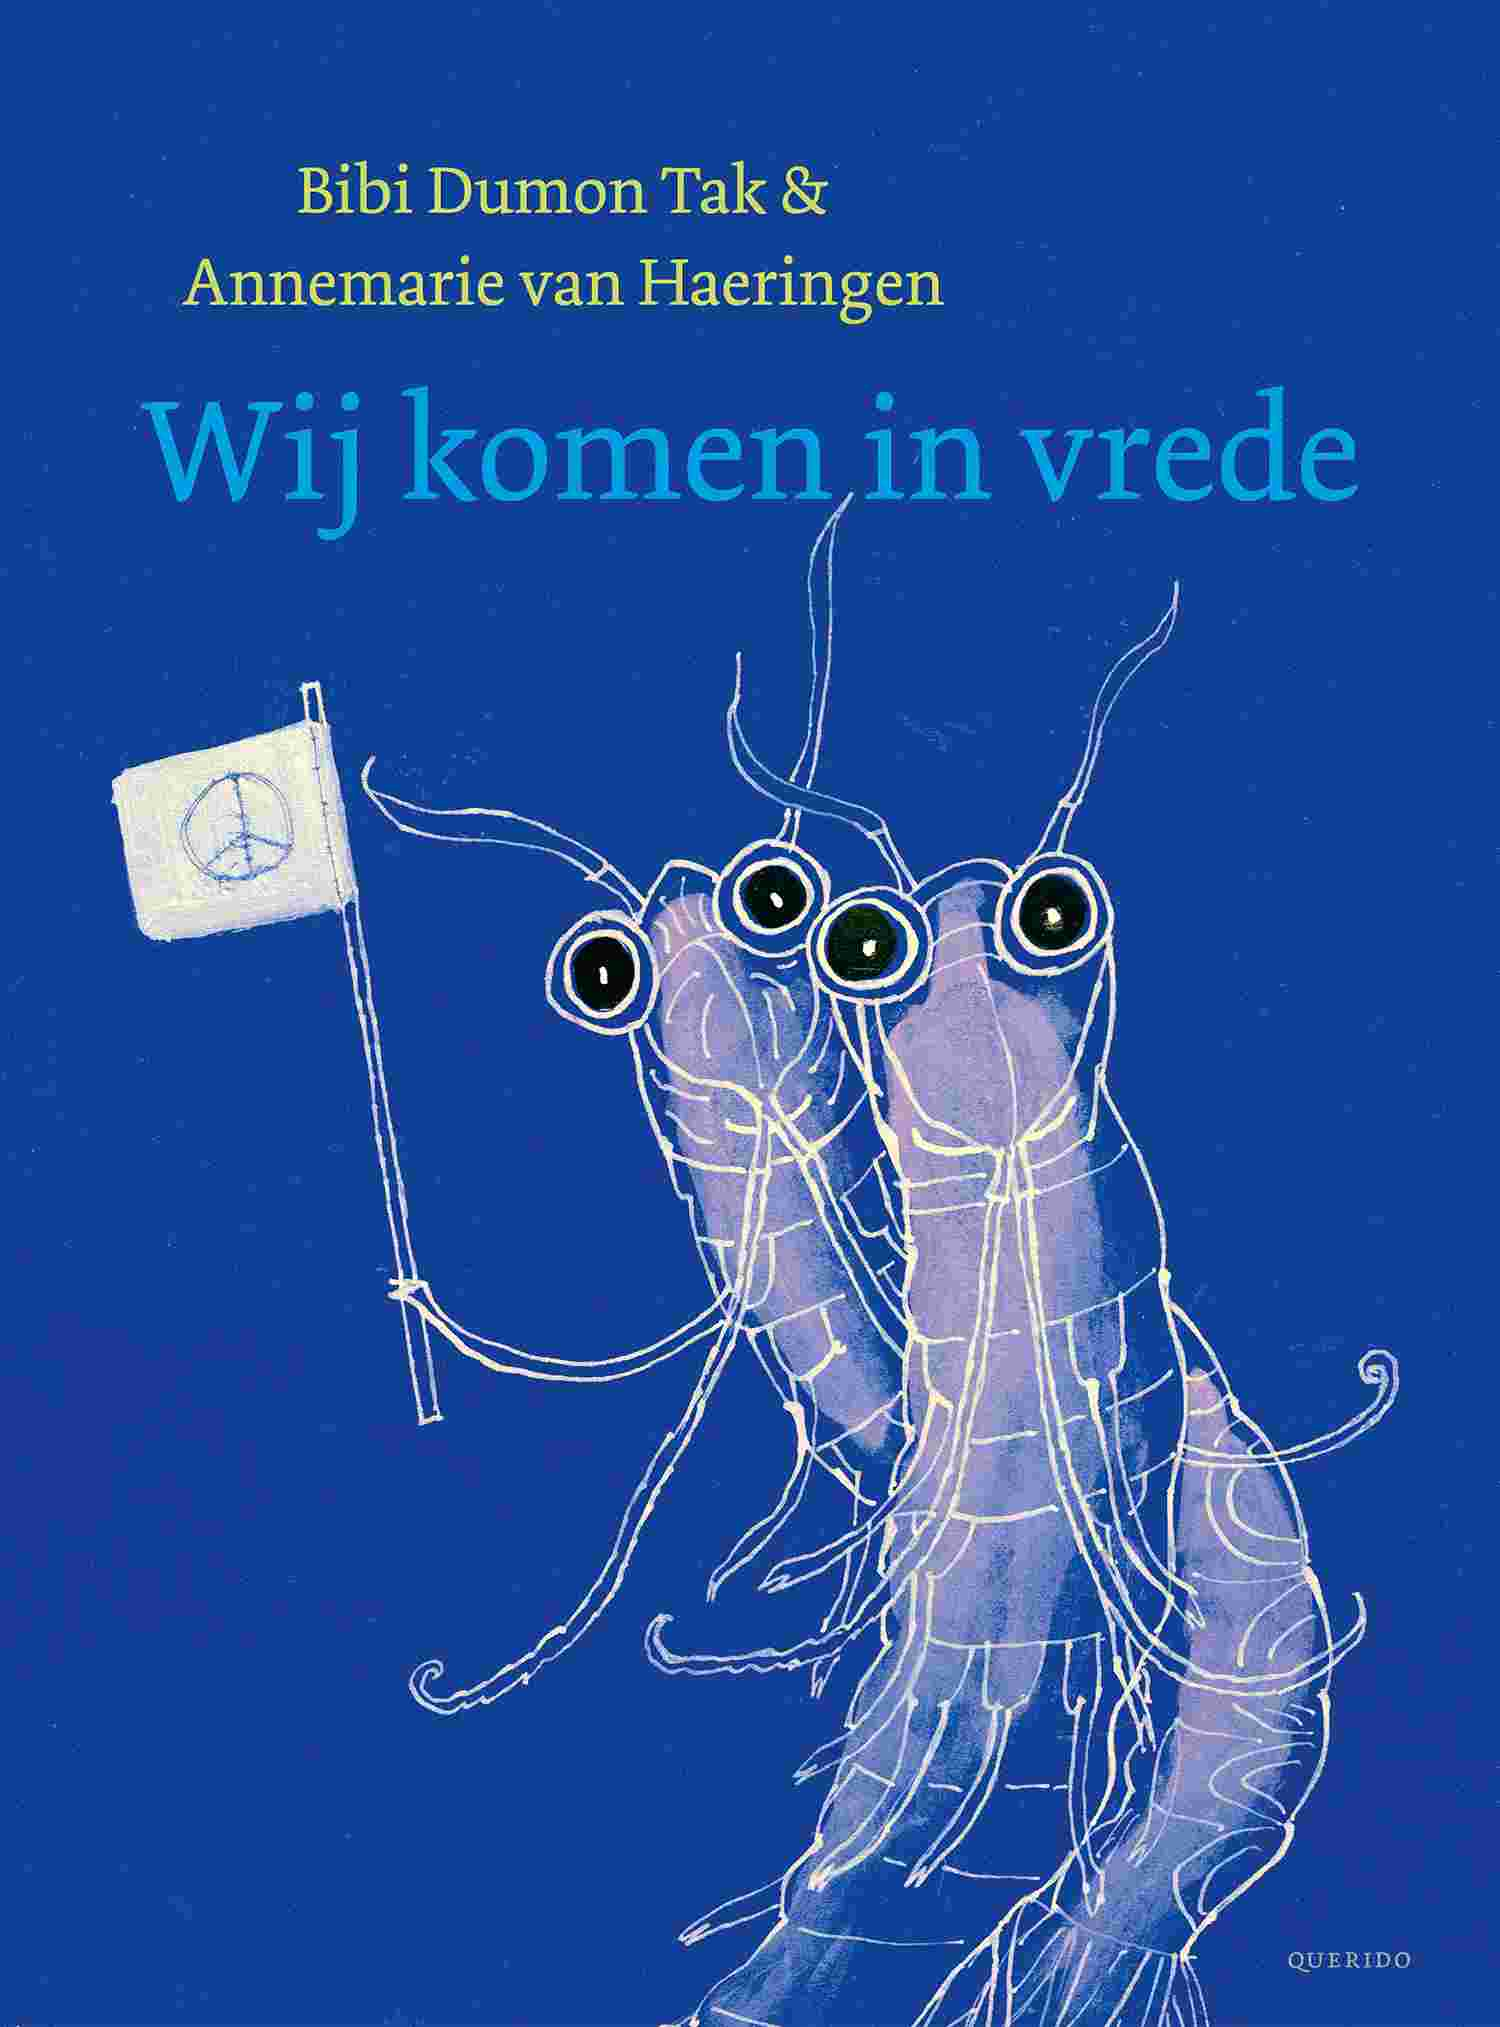 Bibi Dumon Tak &
Annemarie van Haeringen
Wij komen in vrede
QUERIDO